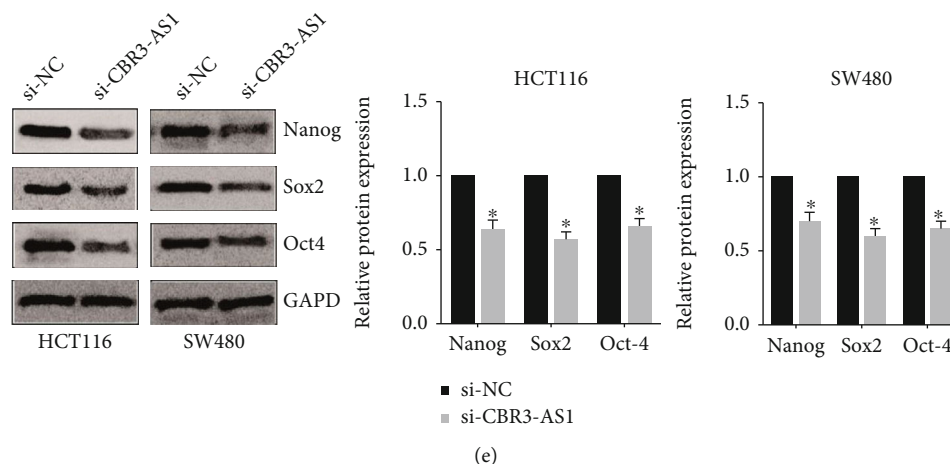 si-NC
si-CBR3-AS1
si-NC
si-CBR3-AS1
Nanog
Sox2
Oct4
GAPD
HCT116
SW480
HCT116
Relative protein expression
1.5
1.0
0.5
0.0
*
*
*
Nanog
Sox2
Oct-4
SW480
Relative protein expression
1.5
1.0
0.5
0.0
*
*
*
Nanog
Sox2
Oct-4
si-NC
si-CBR3-AS1
(e)